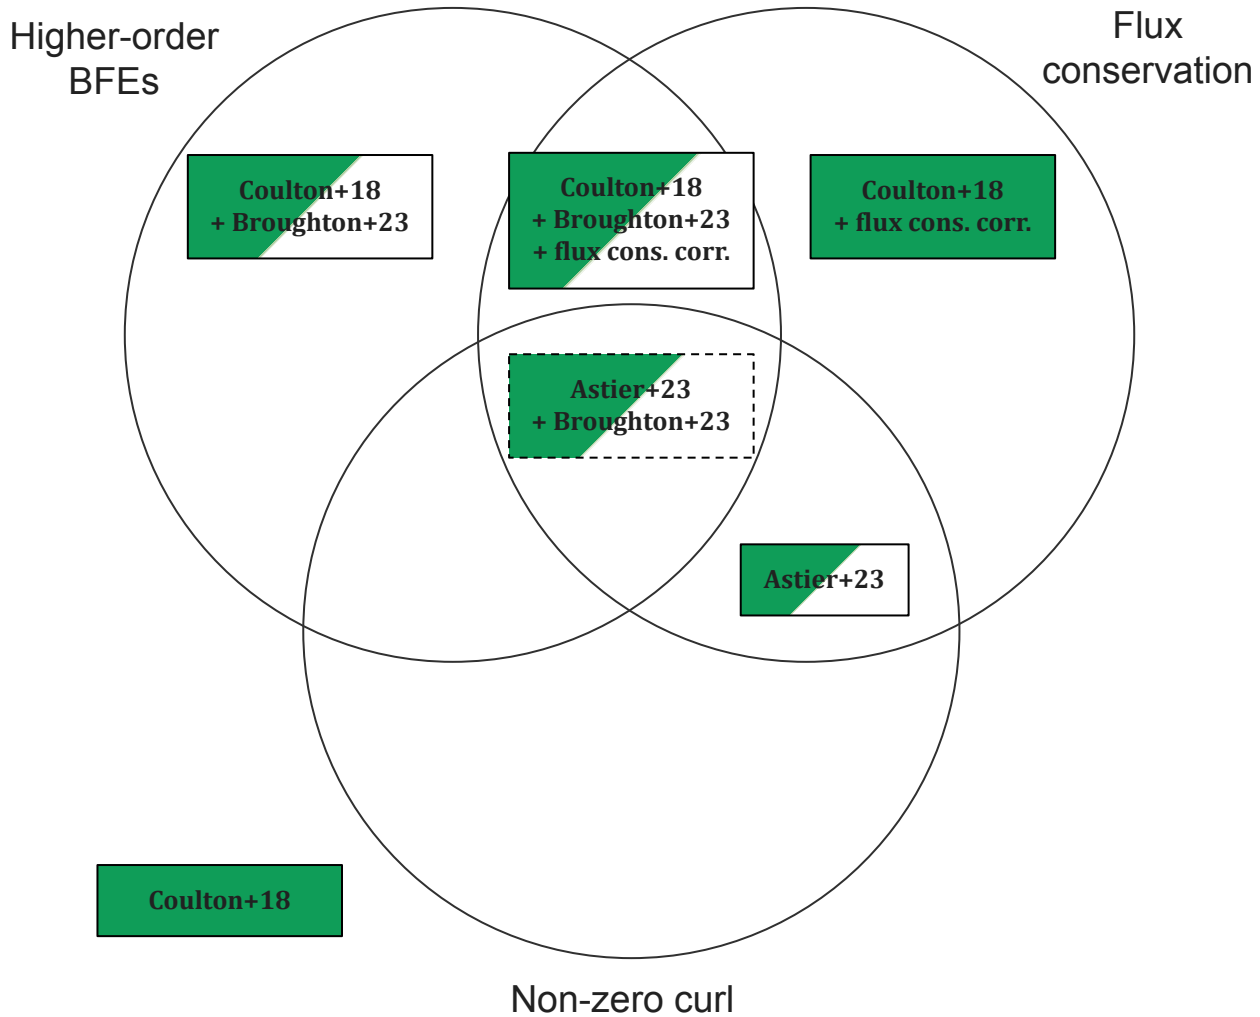 Higher-order
BFEs
Flux
conservation
Coulton+18
+ Broughton+23
Coulton+18
+ Broughton+23
+ flux cons. corr.
Coulton+18
+ flux cons. corr.
Astier+23
+ Broughton+23
Astier+23
Coulton+18
Non-zero curl